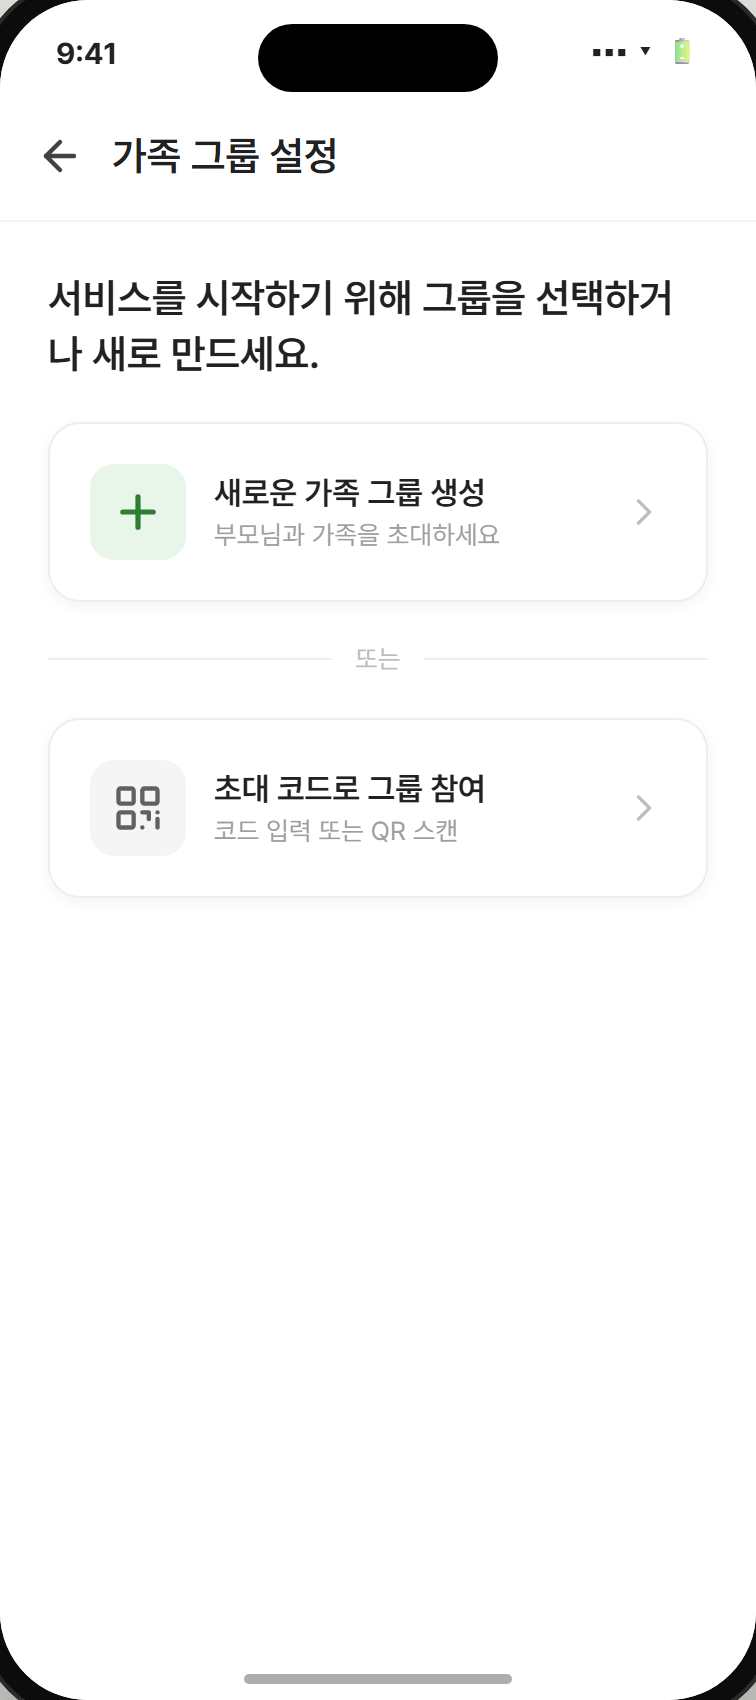 9:41
가족 그룹 설정
서비스를 시작하기 위해 그룹을 선택하거
나 새로 만드세요.
새로운 가족 그룹 생성
부모님과 가족을 초대하세요
또는
초대 코드로 그룹 참여
코드 입력 또는 QR 스캔